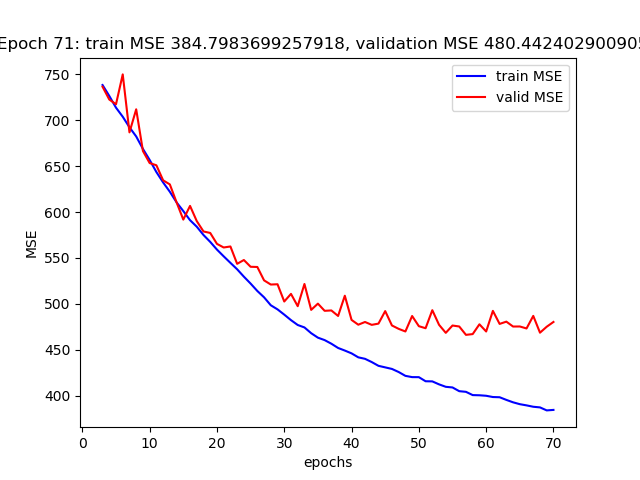 Epoch 71: train MSE 384.7983699257918, validation MSE 480.442402900905
train MSE
valid MSE
750
700
650
600
550
500
450
400
MSE
0 10 20 30 40 50 60 70
epochs